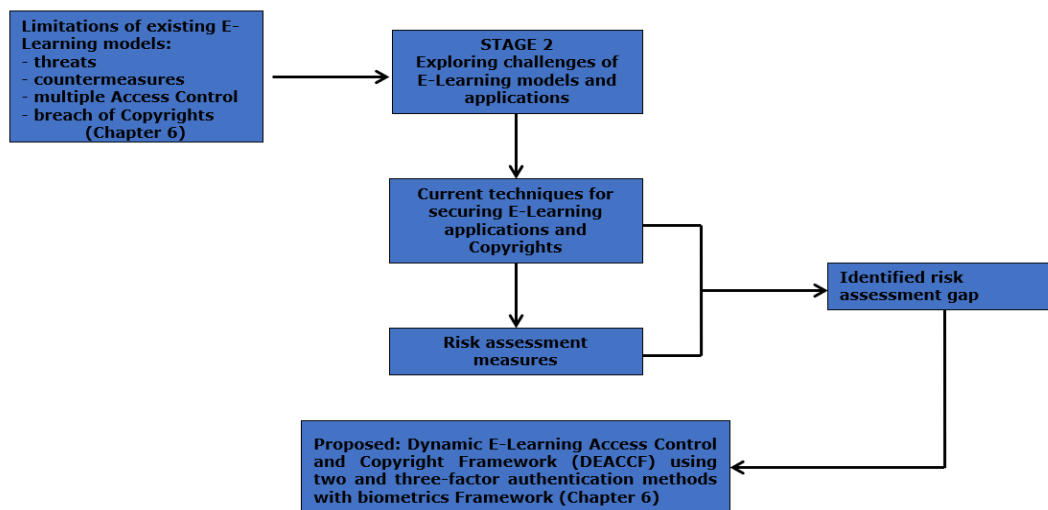 Limitations of existing E-
Learning models:
- threats
- countermeasures
- multiple Access Control
- breach of Copyrights
(Chapter 6)
STAGE 2
Exploring challenges of
E-Learning models and
applications
Current techniques for
securing E-Learning
applications and
Copyrights
Risk assessment
measures
Identified risk
assessment gap
Proposed: Dynamic E-Learning Access Control
and Copyright Framework (DEACCF) using
two and three-factor authentication methods
with biometrics Framework (Chapter 6)